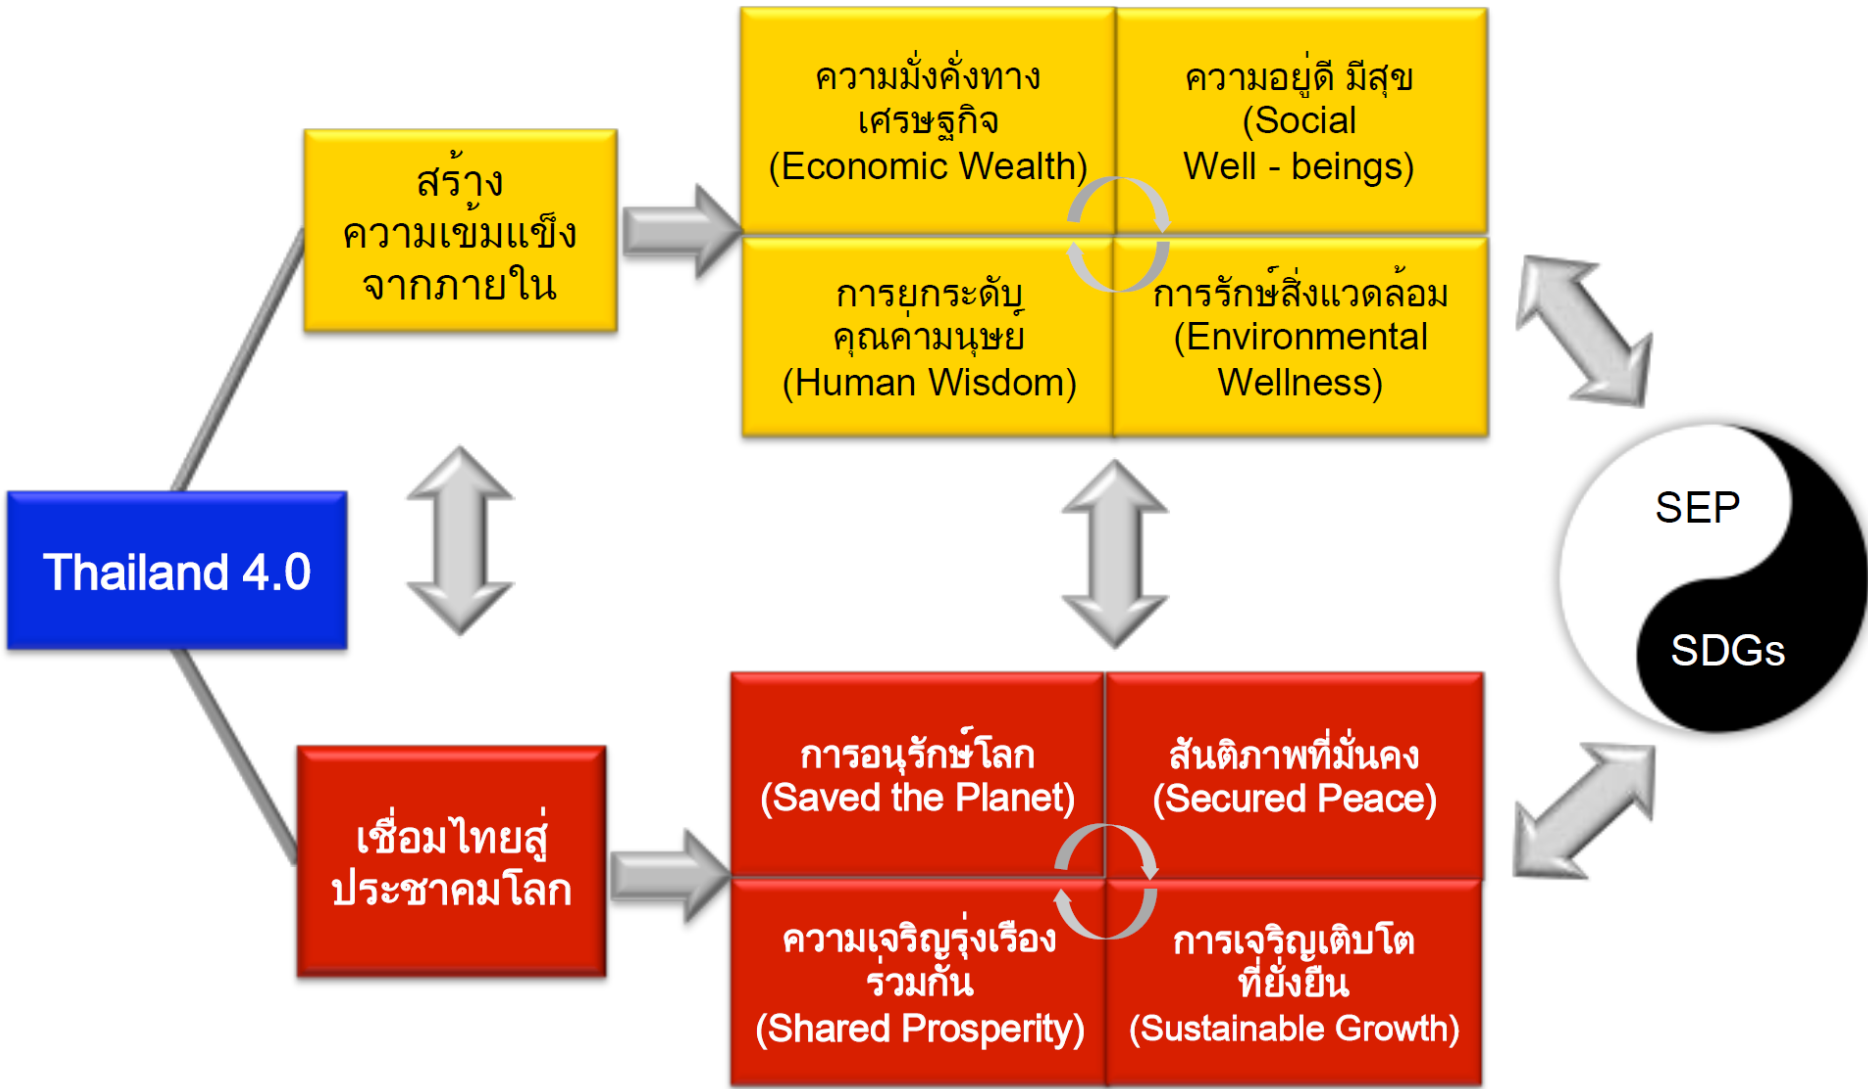 ความมั่งคั่งทาง
เศรษฐกิจ
(Economic Wealth)
ความอยู่ดี มีสุข
(Social
Well - beings)
สร้าง
ความเข้มแข็ง
จากภายใน
การยกระดับ
คุณค่ามนุษย์
(Human Wisdom)
การรักษ์สิ่งแวดล้อม
(Environmental
Wellness)
Thailand 4.0
SEP
SDGs
เชื่อมไทยสู่
ประชาคมโลก
การอนุรักษ์โลก
(Saved the Planet)
สันติภาพที่มั่นคง
(Secured Peace)
ความเจริญรุ่งเรือง
ร่วมกัน
(Shared Prosperity)
การเจริญเติบโต
ที่ยั่งยืน
(Sustainable Growth)